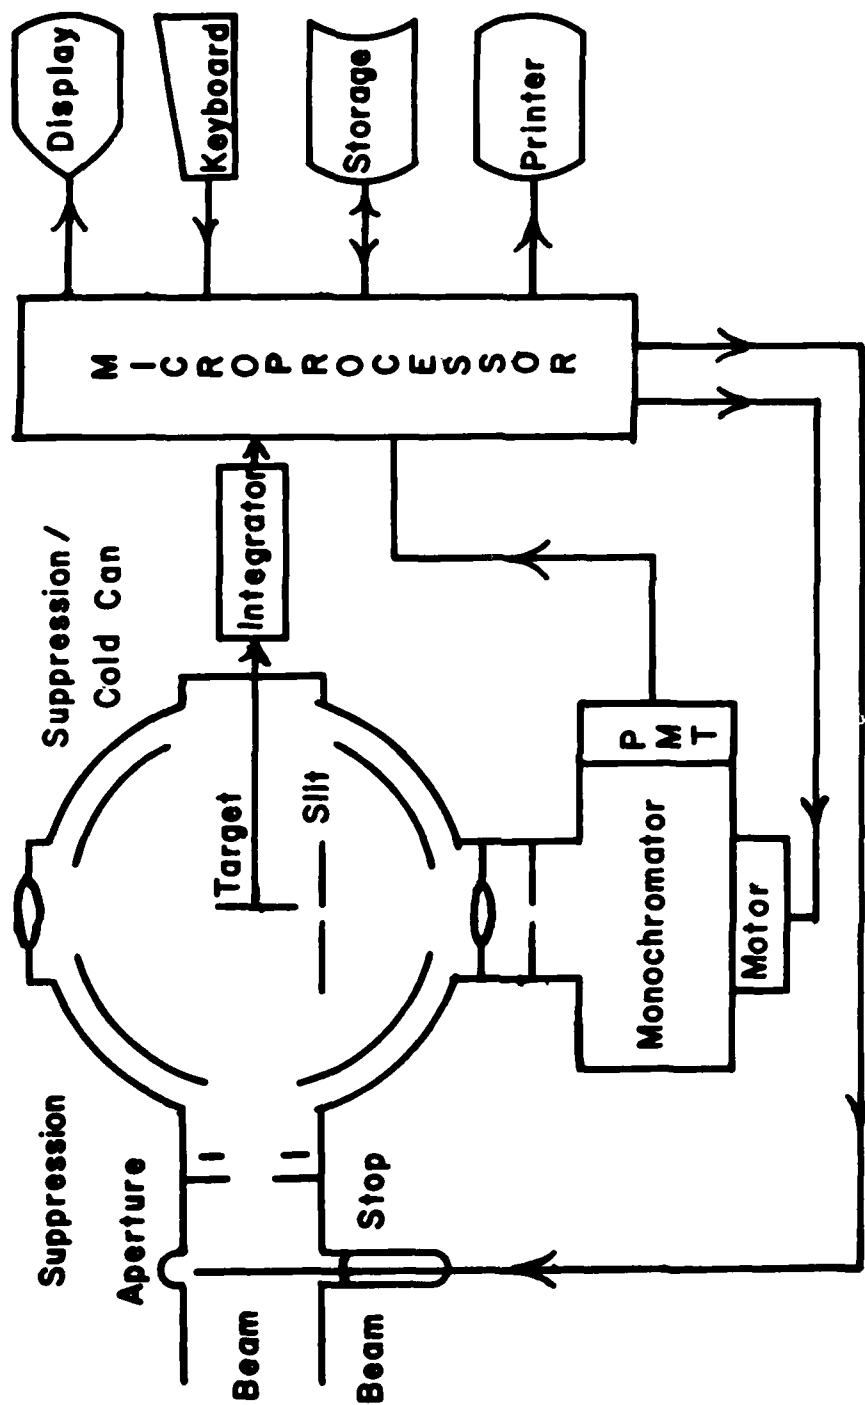 Suppression
Aperture
Beam
Beam Stop
Suppression/
Cold Can
Target
Slit
Integrator
MICROPROCESSOR
Display
Keyboard
Storage
Printer
Monochromator
PMT
Motor